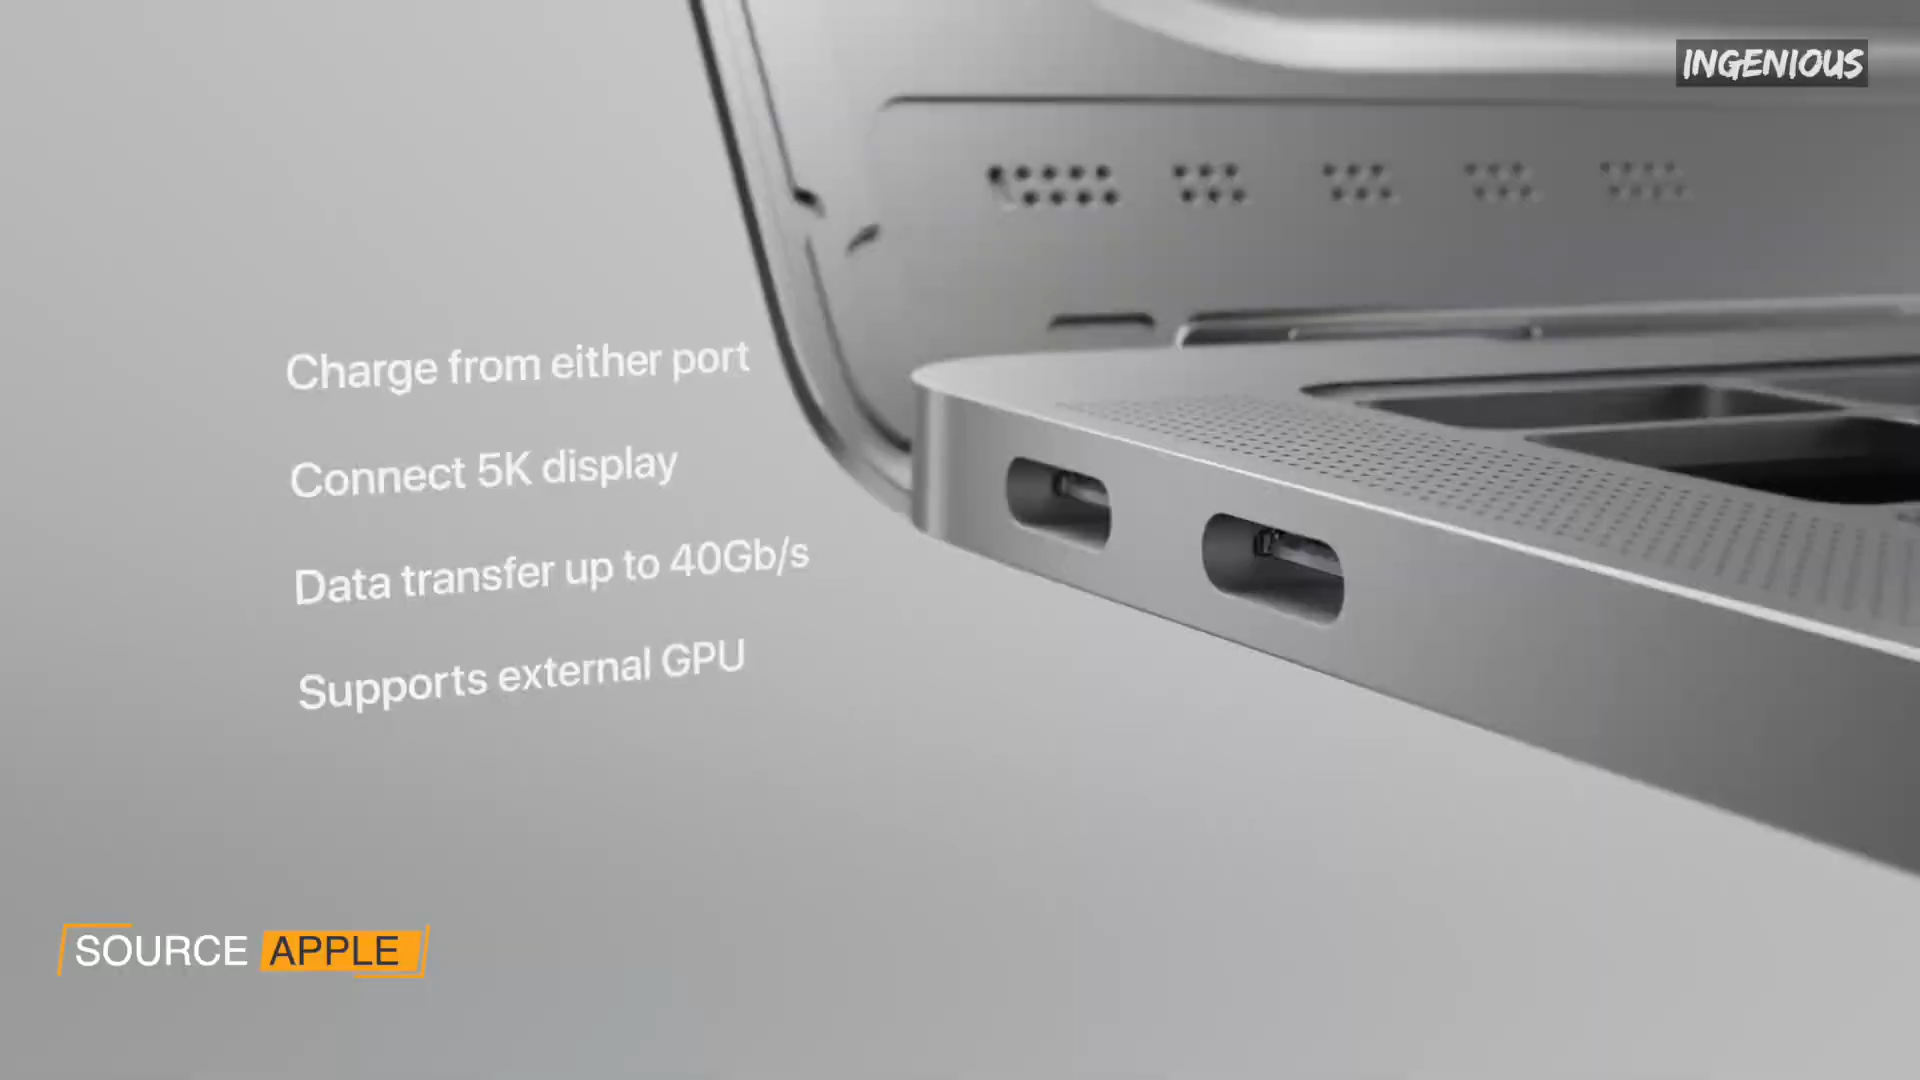 INGENIOUS
Charge from either port
Connect 5K display
Data transfer up to 40Gb/s
Supports external GPU
SOURCE APPLE